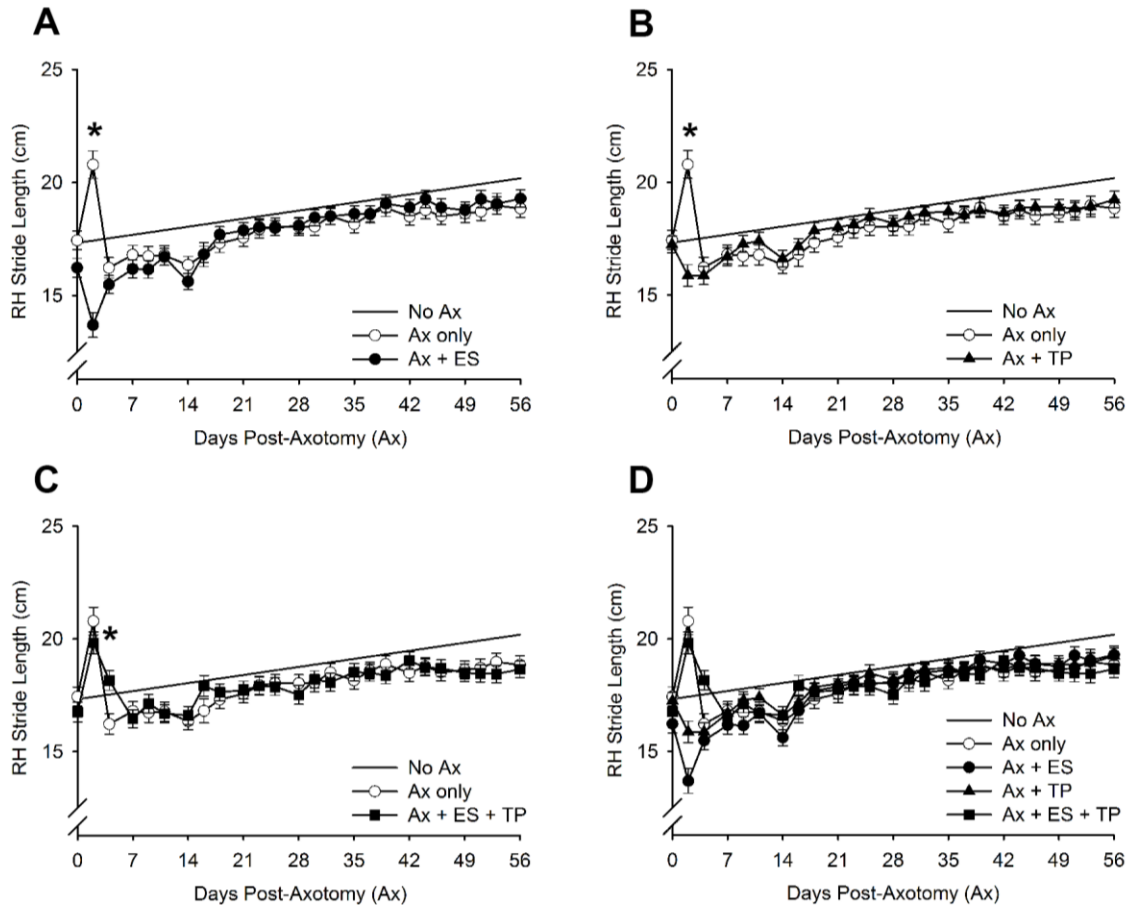 A
25
20
15
RH Stride Length (cm)
*
No Ax
Ax only
Ax + ES
0 7 14 21 28 35 42 49 56
Days Post-Axotomy (Ax)
B
25
20
15
RH Stride Length (cm)
*
No Ax
Ax only
Ax + TP
0 7 14 21 28 35 42 49 56
Days Post-Axotomy (Ax)
C
25
20
15
RH Stride Length (cm)
*
No Ax
Ax only
Ax + ES + TP
0 7 14 21 28 35 42 49 56
Days Post-Axotomy (Ax)
D
25
20
15
RH Stride Length (cm)
No Ax
Ax only
Ax + ES
Ax + TP
Ax + ES + TP
0 7 14 21 28 35 42 49 56
Days Post-Axotomy (Ax)